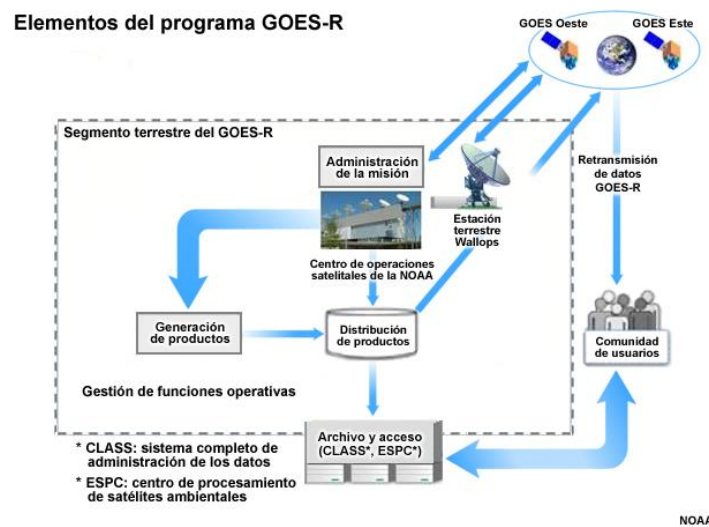 Elementos del programa GOES-R
GOES Oeste
GOES Este
Segmento terrestre del GOES-R
Administración
de la misión
Retransmisión
de datos
GOES-R
Estación
terrestre
Wallops
Centro de operaciones
satelitales de la NOAA
Generación
de productos
Distribución
de productos
Comunidad
de usuarios
Gestión de funciones operativas
Archivo y acceso
(CLASS*, ESPC*)
* CLASS: sistema completo de
administración de los datos
* ESPC: centro de procesamiento
de satélites ambientales
NOAA